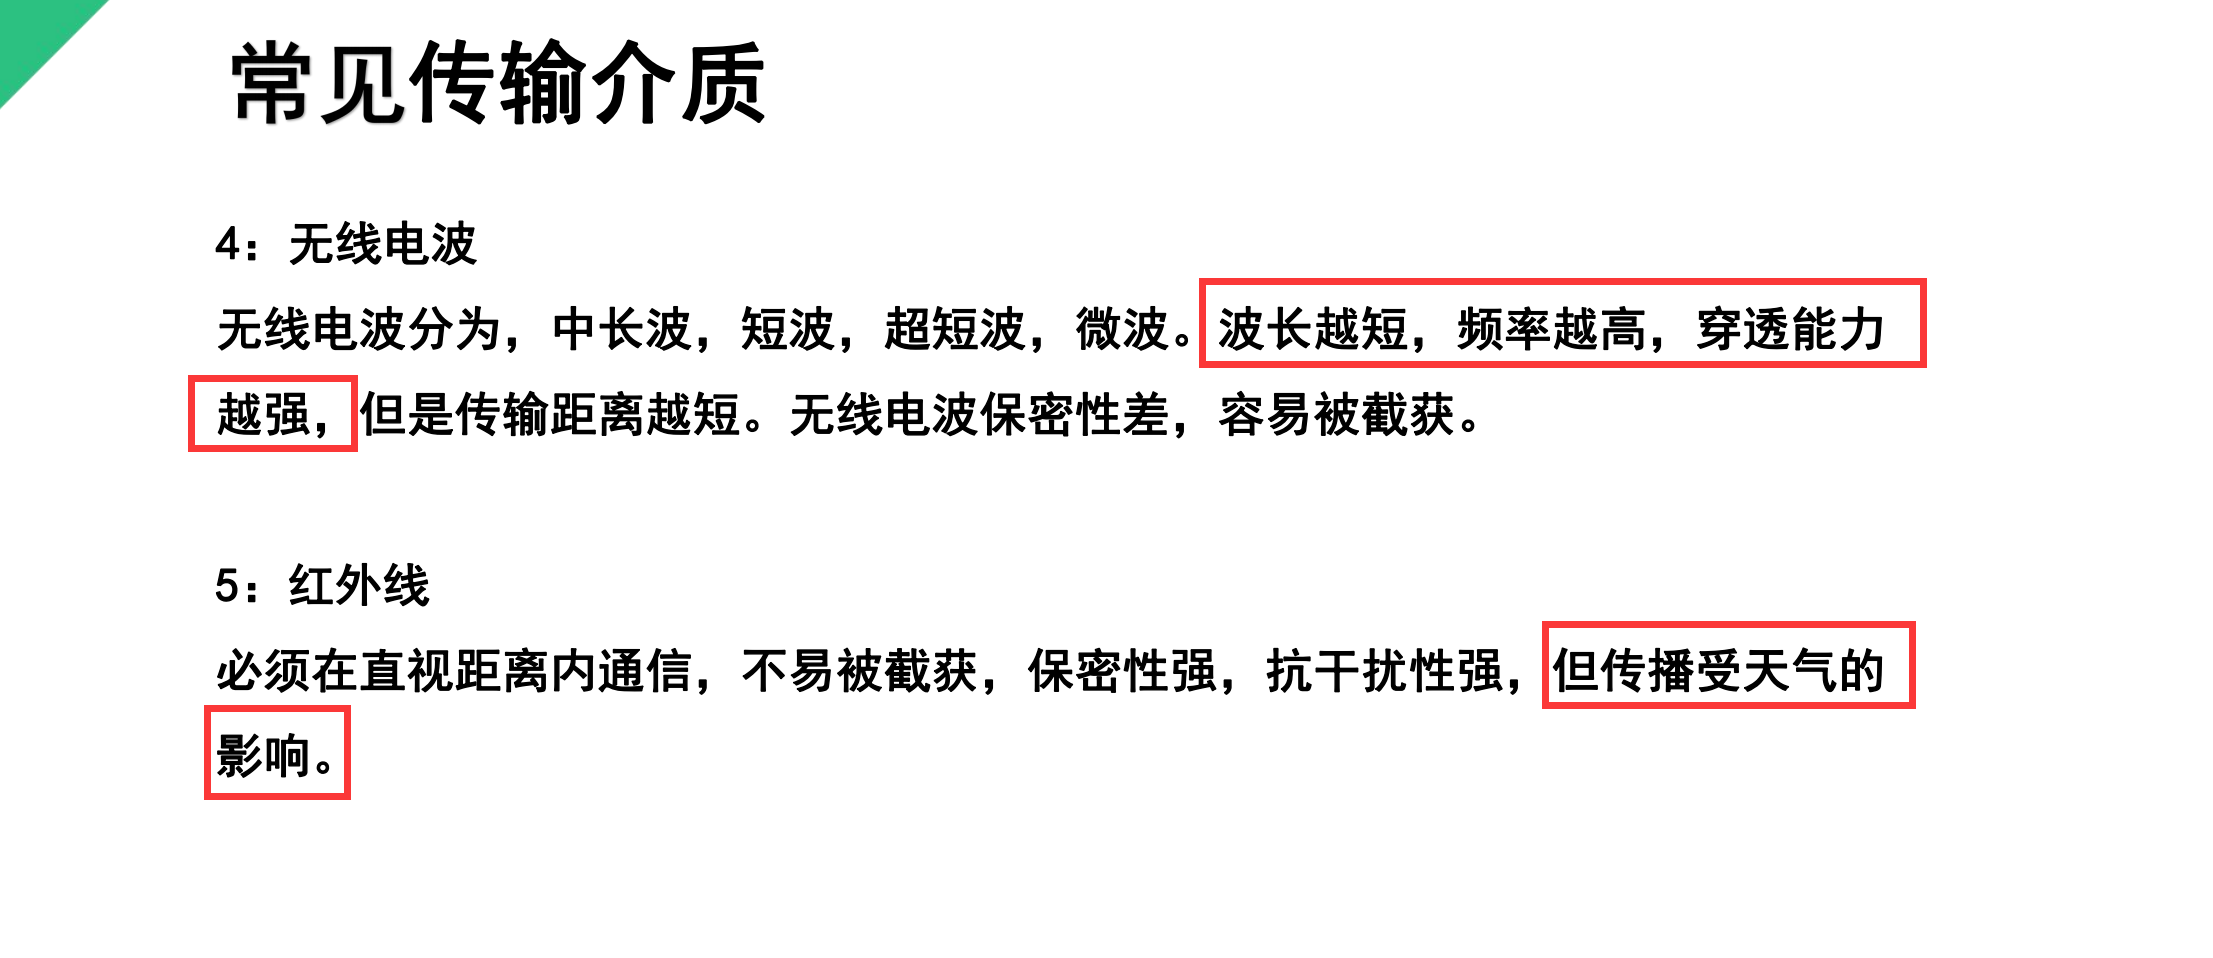 常见传输介质
4：无线电波
无线电波分为，中长波，短波，超短波，微波。波长越短，频率越高，穿透能力
越强，但是传输距离越短。无线电波保密性差，容易被截获。
5：红外线
必须在直视距离内通信，不易被截获，保密性强，抗干扰性强，但传播受天气的
影响。